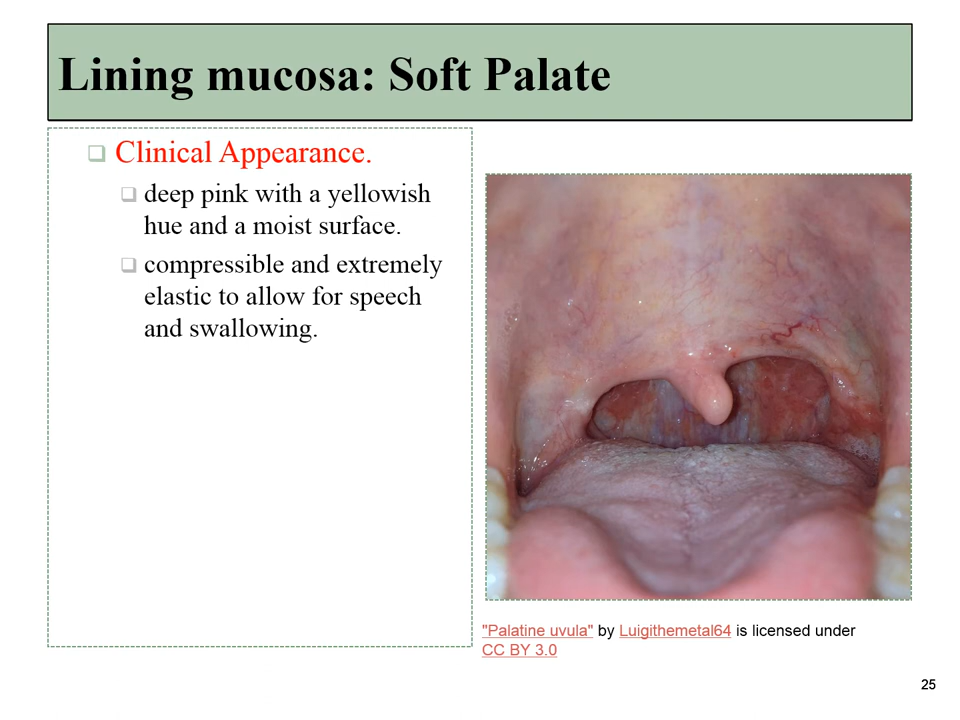 Lining mucosa: Soft Palate
Clinical Appearance.
deep pink with a yellowish
hue and a moist surface.
compressible and extremely
elastic to allow for speech
and swallowing.
"Palatine uvula" by Luigithemetal64 is licensed under
CC BY 3.0
25